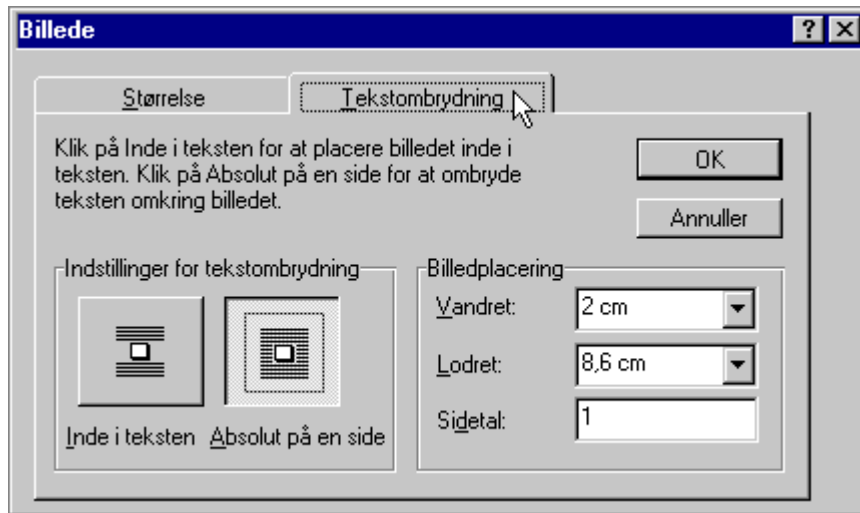 Billede
Størrelse
Tekstombrydning
Klik på Inde i teksten for at placere billedet inde i
teksten. Klik på Absolut på en side for at ombryde
teksten omkring billedet.
OK
Annuller
Indstillinger for tekstombrydning
Inde i teksten
Absolut på en side
Billedplacering
Vandret:
2 cm
Lodret:
8,6 cm
Sidetal:
1